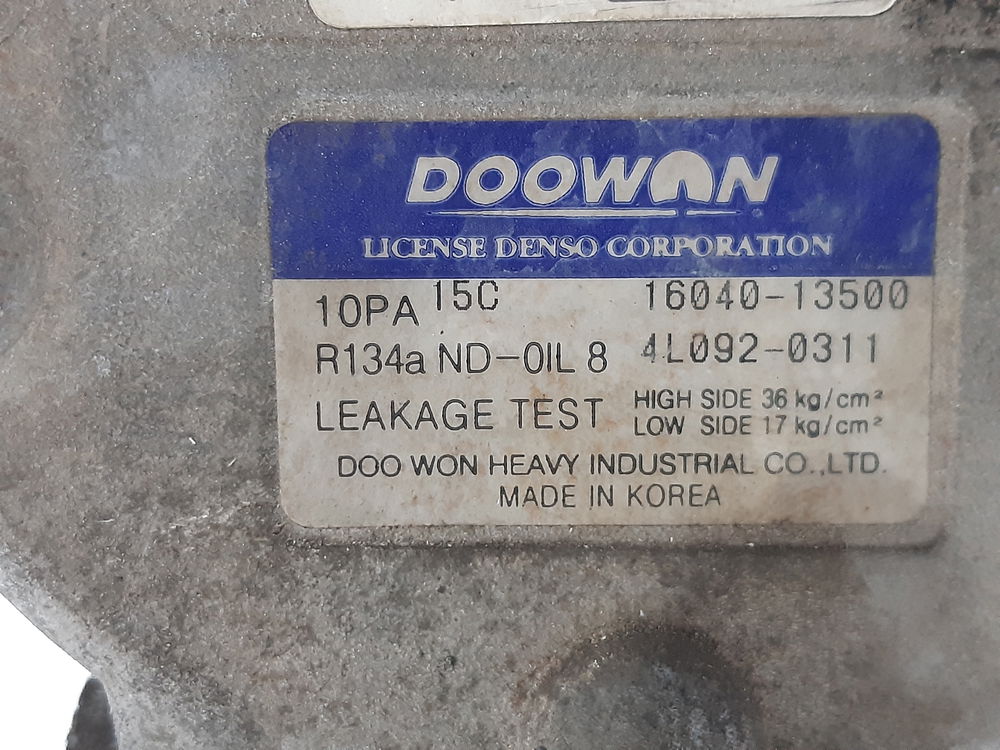 DOOWON
LICENSE DENSO CORPORATION
10PA 15C 16040-13500
R134a ND-OIL 8 4L092-0311
LEAKAGE TEST HIGH SIDE 36 kg/cm²
LOW SIDE 17 kg/cm²
DOO WON HEAVY INDUSTRIAL CO.,LTD.
MADE IN KOREA